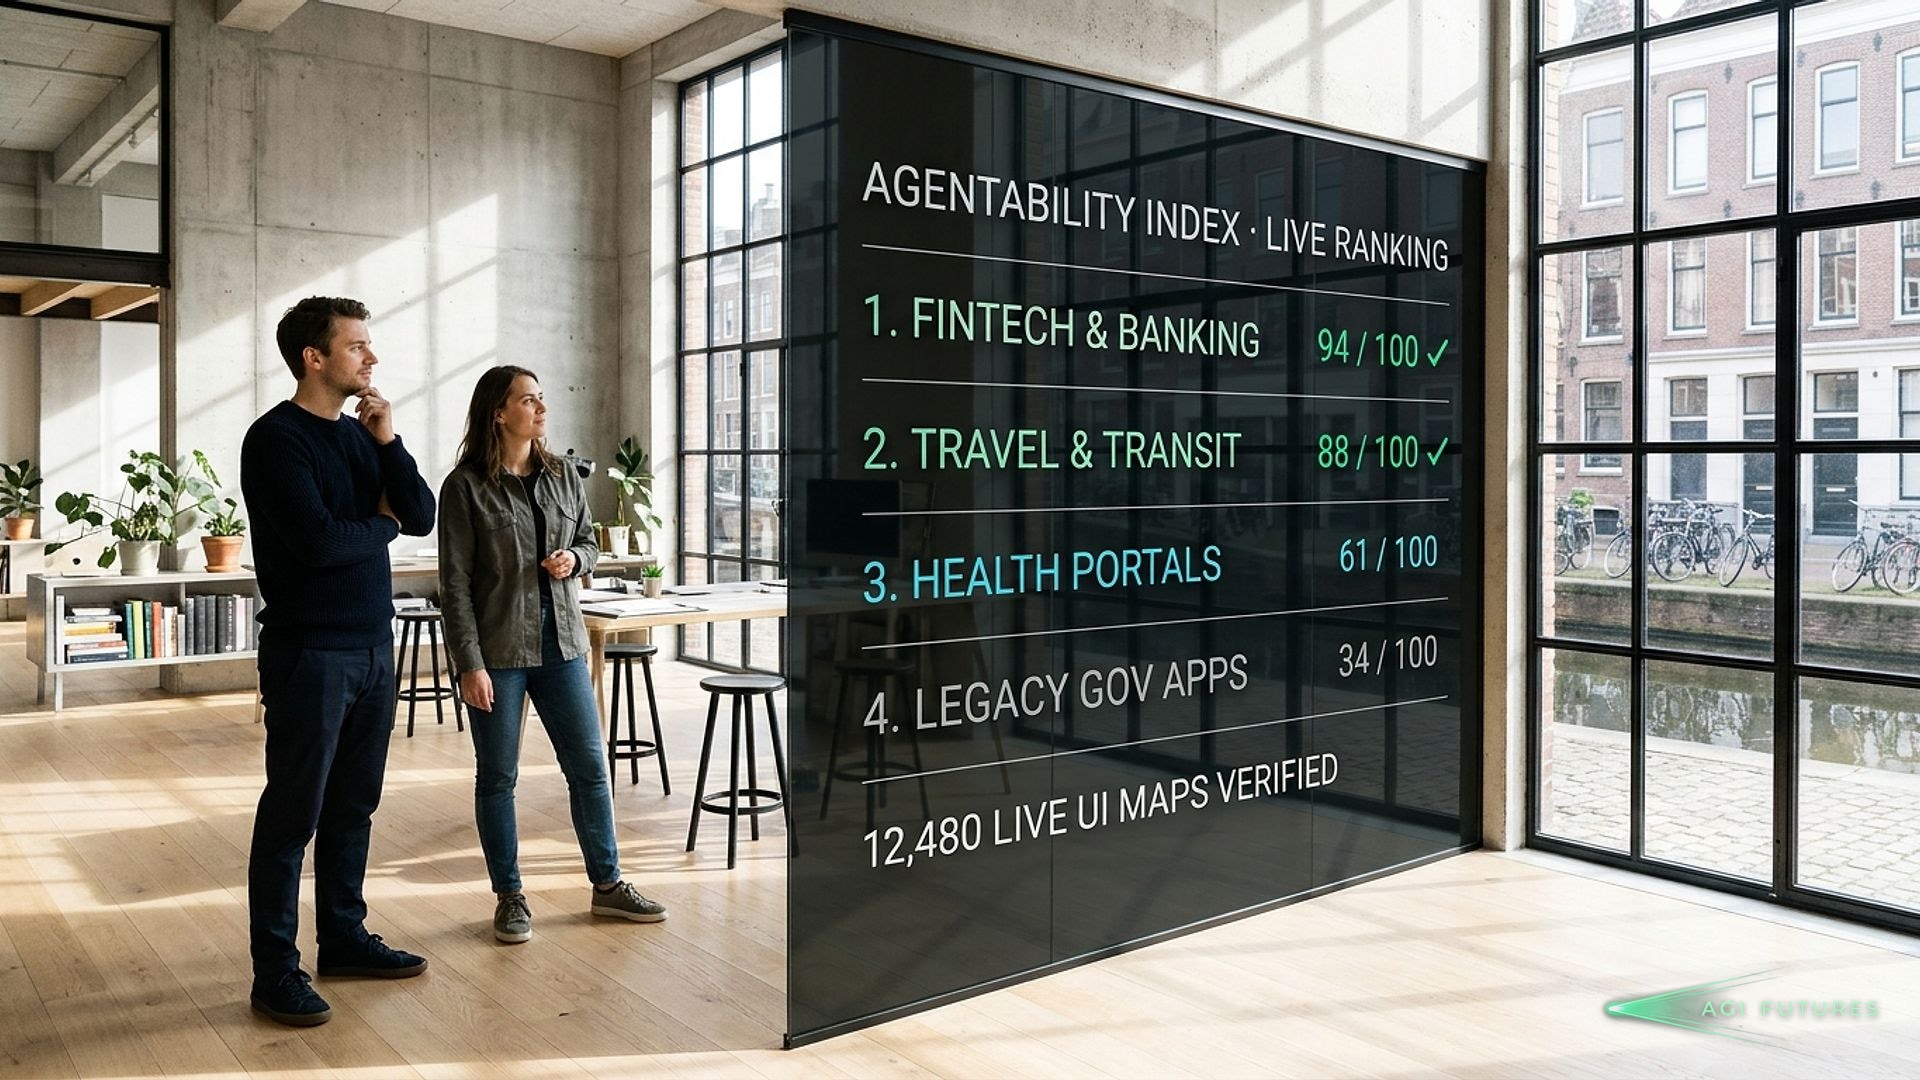 AGENTABILITY INDEX · LIVE RANKING
1. FINTECH & BANKING 94 / 100 ✓
2. TRAVEL & TRANSIT 88 / 100 ✓
3. HEALTH PORTALS 61 / 100
4. LEGACY GOV APPS 34 / 100
12,480 LIVE UI MAPS VERIFIED
AGI FUTURES